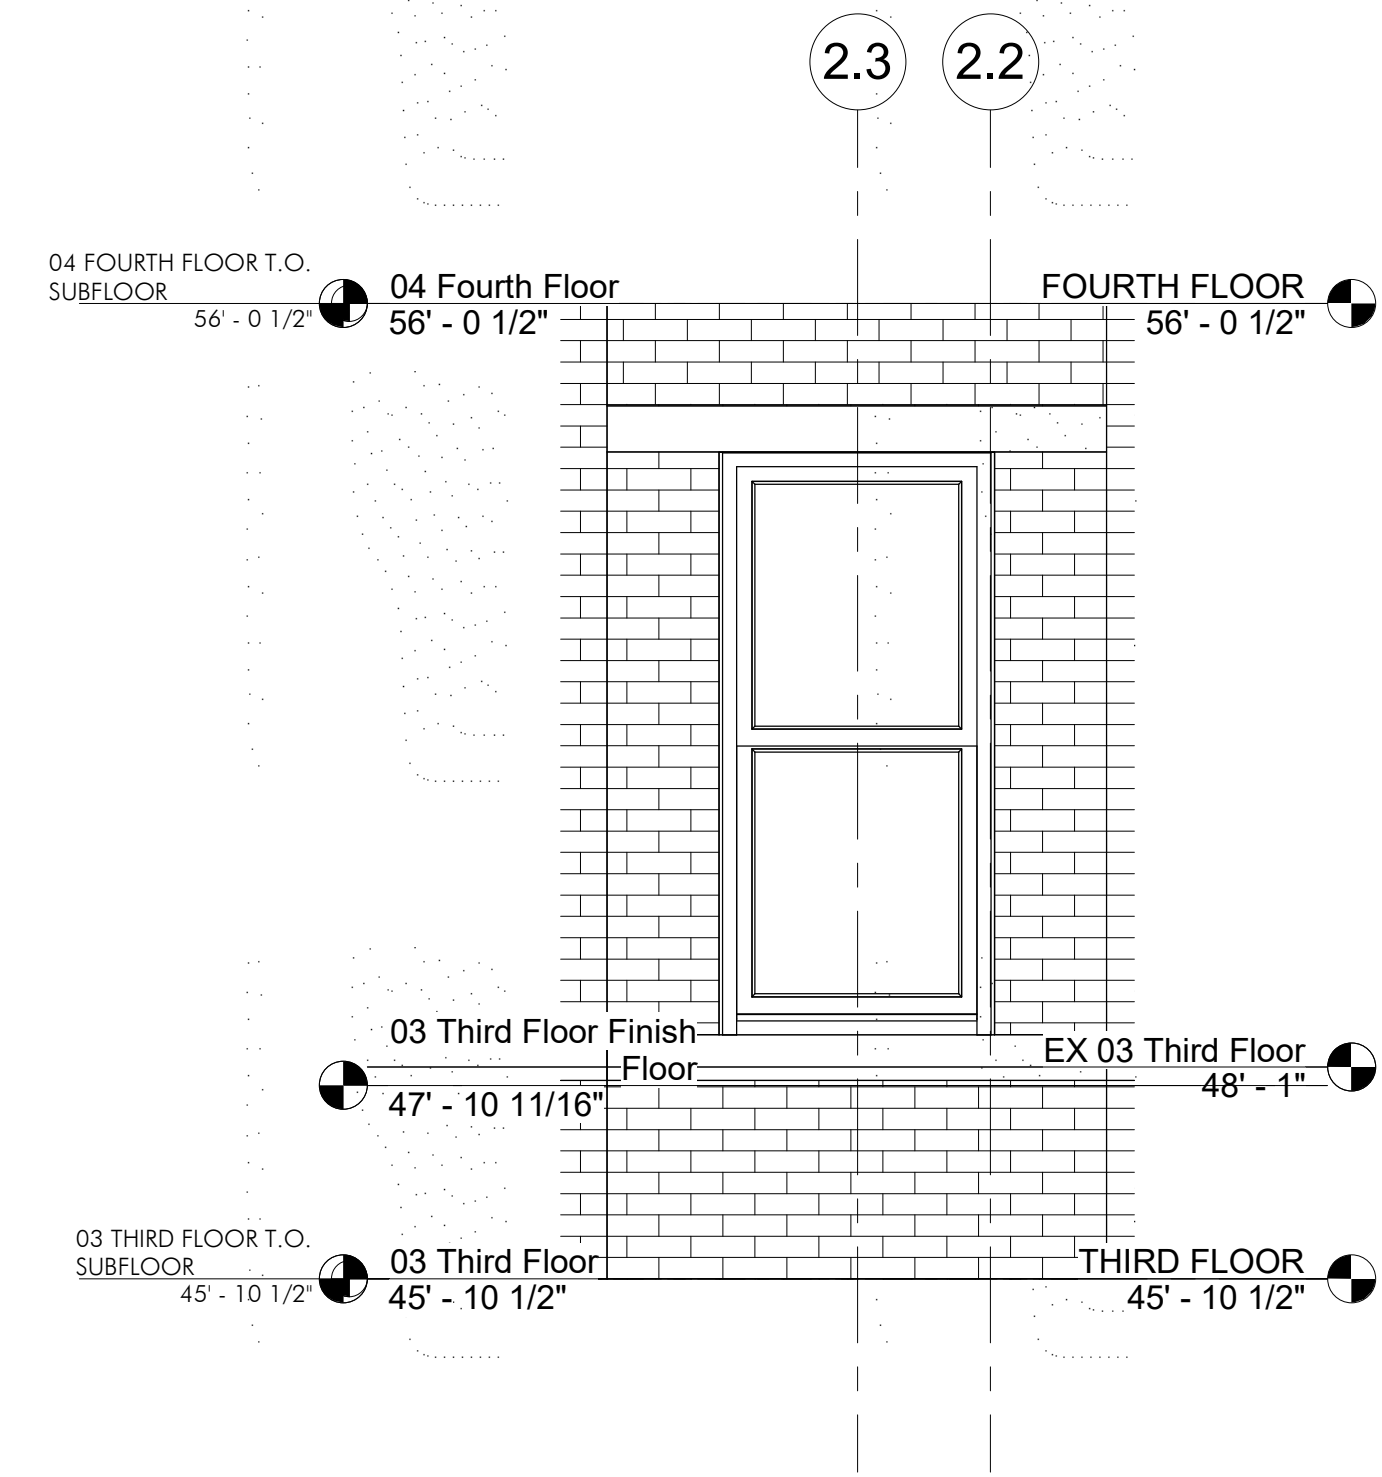 2.3
2.2
04 FOURTH FLOOR T.O.
SUBFLOOR
56' - 0 1/2"
04 Fourth Floor
56' - 0 1/2"
FOURTH FLOOR
56' - 0 1/2"
03 Third Floor Finish
Floor
47' - 10 11/16"
EX 03 Third Floor
48' - 1"
03 THIRD FLOOR T.O.
SUBFLOOR
45' - 10 1/2"
03 Third Floor
45' - 10 1/2"
THIRD FLOOR
45' - 10 1/2"